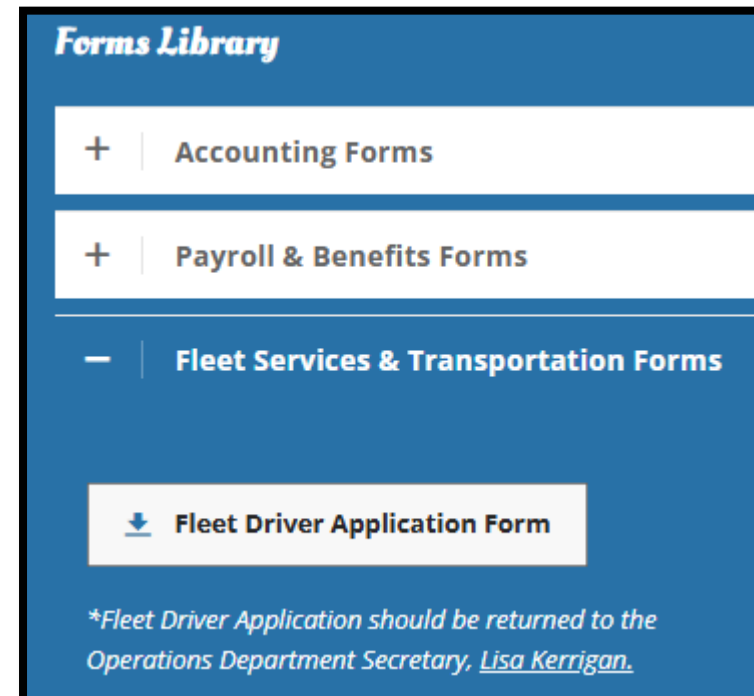 Forms Library
+ Accounting Forms
+ Payroll & Benefits Forms
− Fleet Services & Transportation Forms
Fleet Driver Application Form
*Fleet Driver Application should be returned to the
Operations Department Secretary, Lisa Kerrigan.